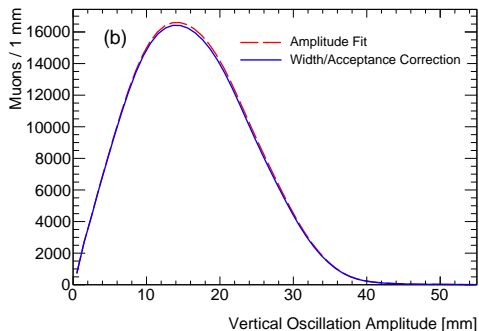 Muons / 1 mm
16000
14000
12000
10000
8000
6000
4000
2000
0
(b)
Amplitude Fit
Width/Acceptance Correction
0 10 20 30 40 50
Vertical Oscillation Amplitude [mm]